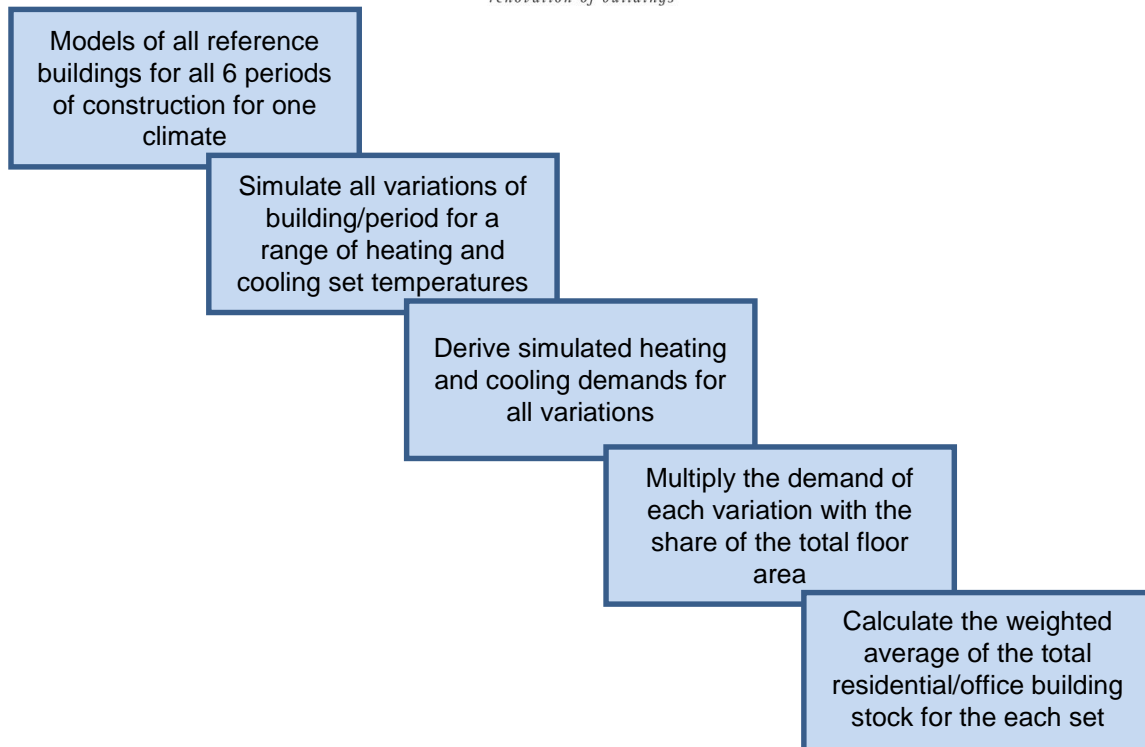 renovation of buildings
Models of all reference
buildings for all 6 periods
of construction for one
climate
Simulate all variations of
building/period for a
range of heating and
cooling set temperatures
Derive simulated heating
and cooling demands for
all variations
Multiply the demand of
each variation with the
share of the total floor
area
Calculate the weighted
average of the total
residential/office building
stock for the each set